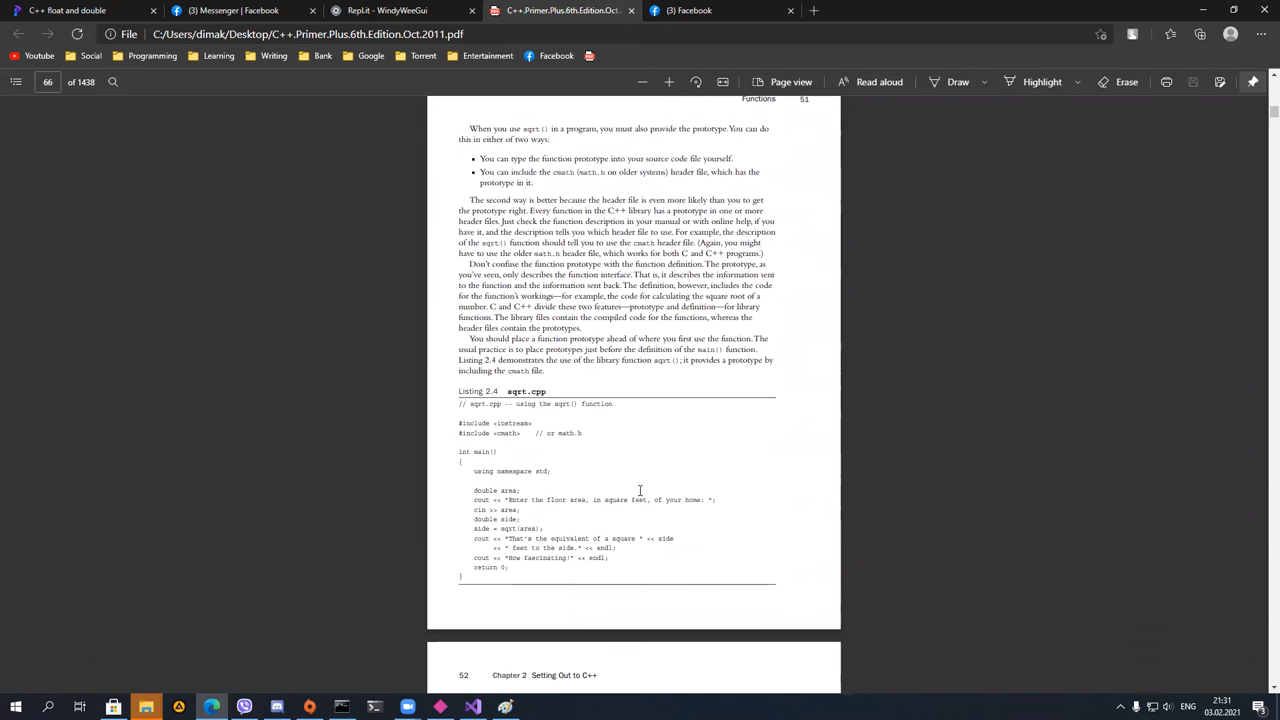 C++ float and double
(3) Messenger | Facebook
Replit - WindyWeeGui
C++.Primer.Plus.6th.Edition.Oct.
(2) Facebook
File C:/Users/dimak/Desktop/C++.Primer.Plus.6th.Edition.Oct.2011.pdf
Youtube Social Programming Learning Torrent Entertainment Facebook
66 of 1438 Page view Read aloud Draw Highlight Erase
Functions 51
When you use sqrt() in a program, you must also provide the prototype. You can do
this in either of two ways:
• You can type the function prototype into your source code file yourself.
• You can include the cmath (math.h on older systems) header file, which has the
prototype in it.
The second way is better because the header file is even more likely than you to get
the prototype right. Every function in the C++ library has a prototype in one or more
header files. Just check the function description in your manual or with online help, if you
have it, and the description tells you which header file to use. For example, the description
of the sqrt() function should tell you to use the cmath header file. (Again, you might
have to use the older math.h header file, which works for both C and C++ programs.)
Don't confuse the function prototype with the function definition. The prototype, as
you've seen, only describes the function interface. That is, it describes the information sent
to the function and the information sent back. The definition, however, includes the code
for the function's workings—for example, the code for calculating the square root of a
number. C and C++ divide these two features—prototype and definition—for library
functions. The library files contain the compiled code for the functions, whereas the
header files contain the prototypes.
You should place a function prototype ahead of where you first use the function. The
usual practice is to place prototypes just before the definition of the main() function.
Listing 2.4 demonstrates the use of the library function sqrt(); it provides a prototype by
including the cmath file.
Listing 2.4 sqrt.cpp
// sqrt.cpp -- using the sqrt() function
#include <iostream>
#include <cmath> // or math.h
int main()
{
using namespace std;
double area;
cout << "Enter the floor area, in square feet, of your home: ";
cin >> area;
double side;
side = sqrt(area);
cout << "That's the equivalent of a square " << side
<< " feet to the side." << endl;
cout << "How fascinating!" << endl;
return 0;
}
52 Chapter 2 Setting Out to C++
ENG
21:31
03.02.2021